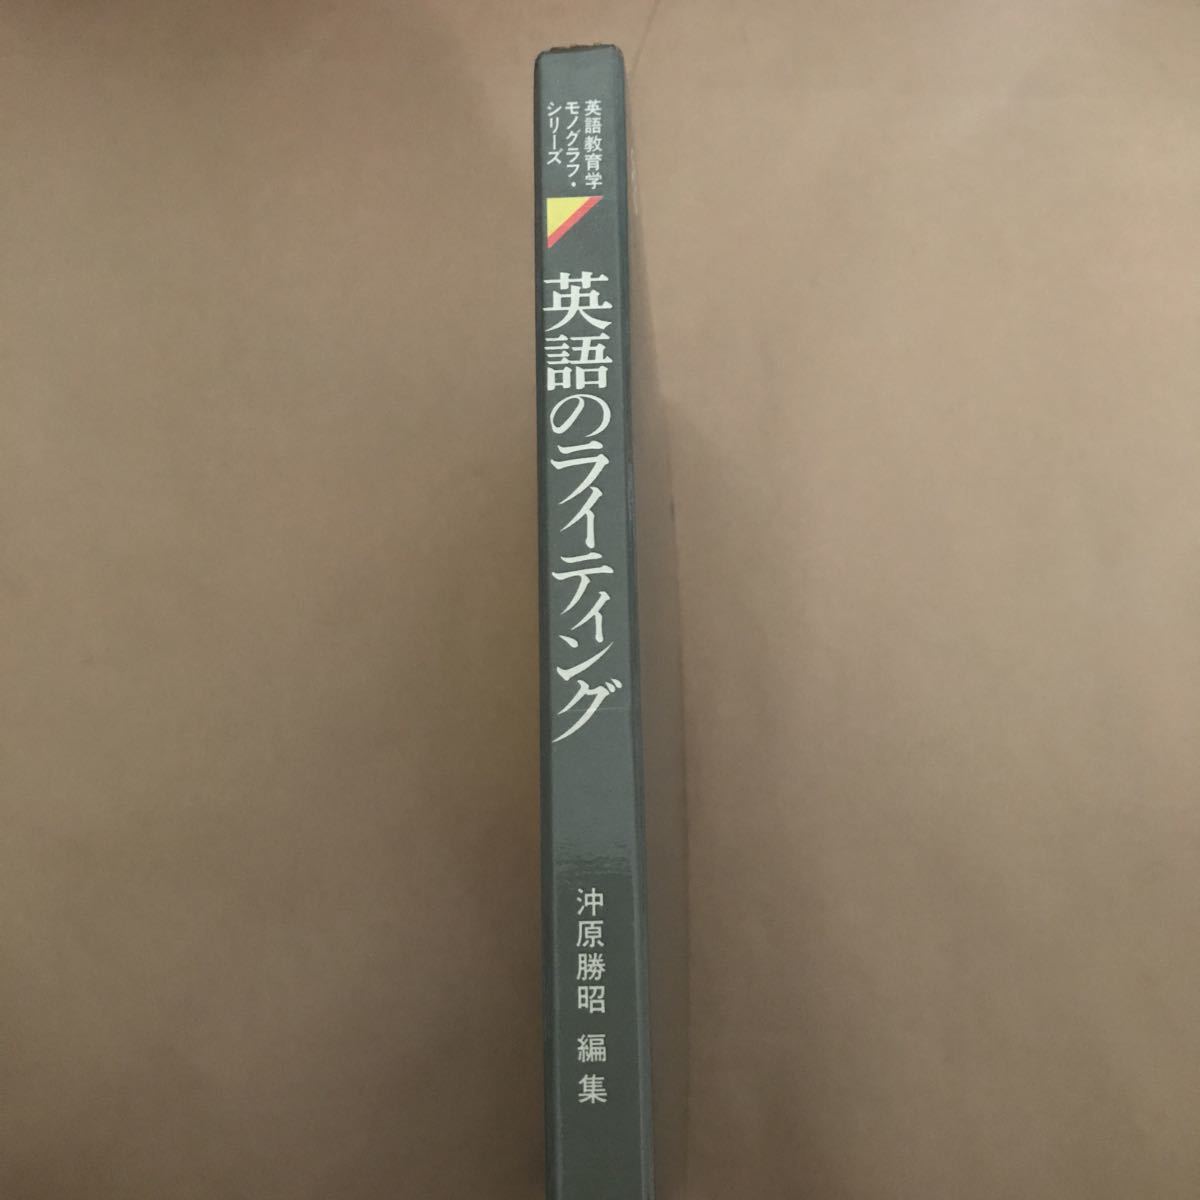 英語教育学
モノグラフ・
シリーズ
英語のライティング
沖原勝昭 編集